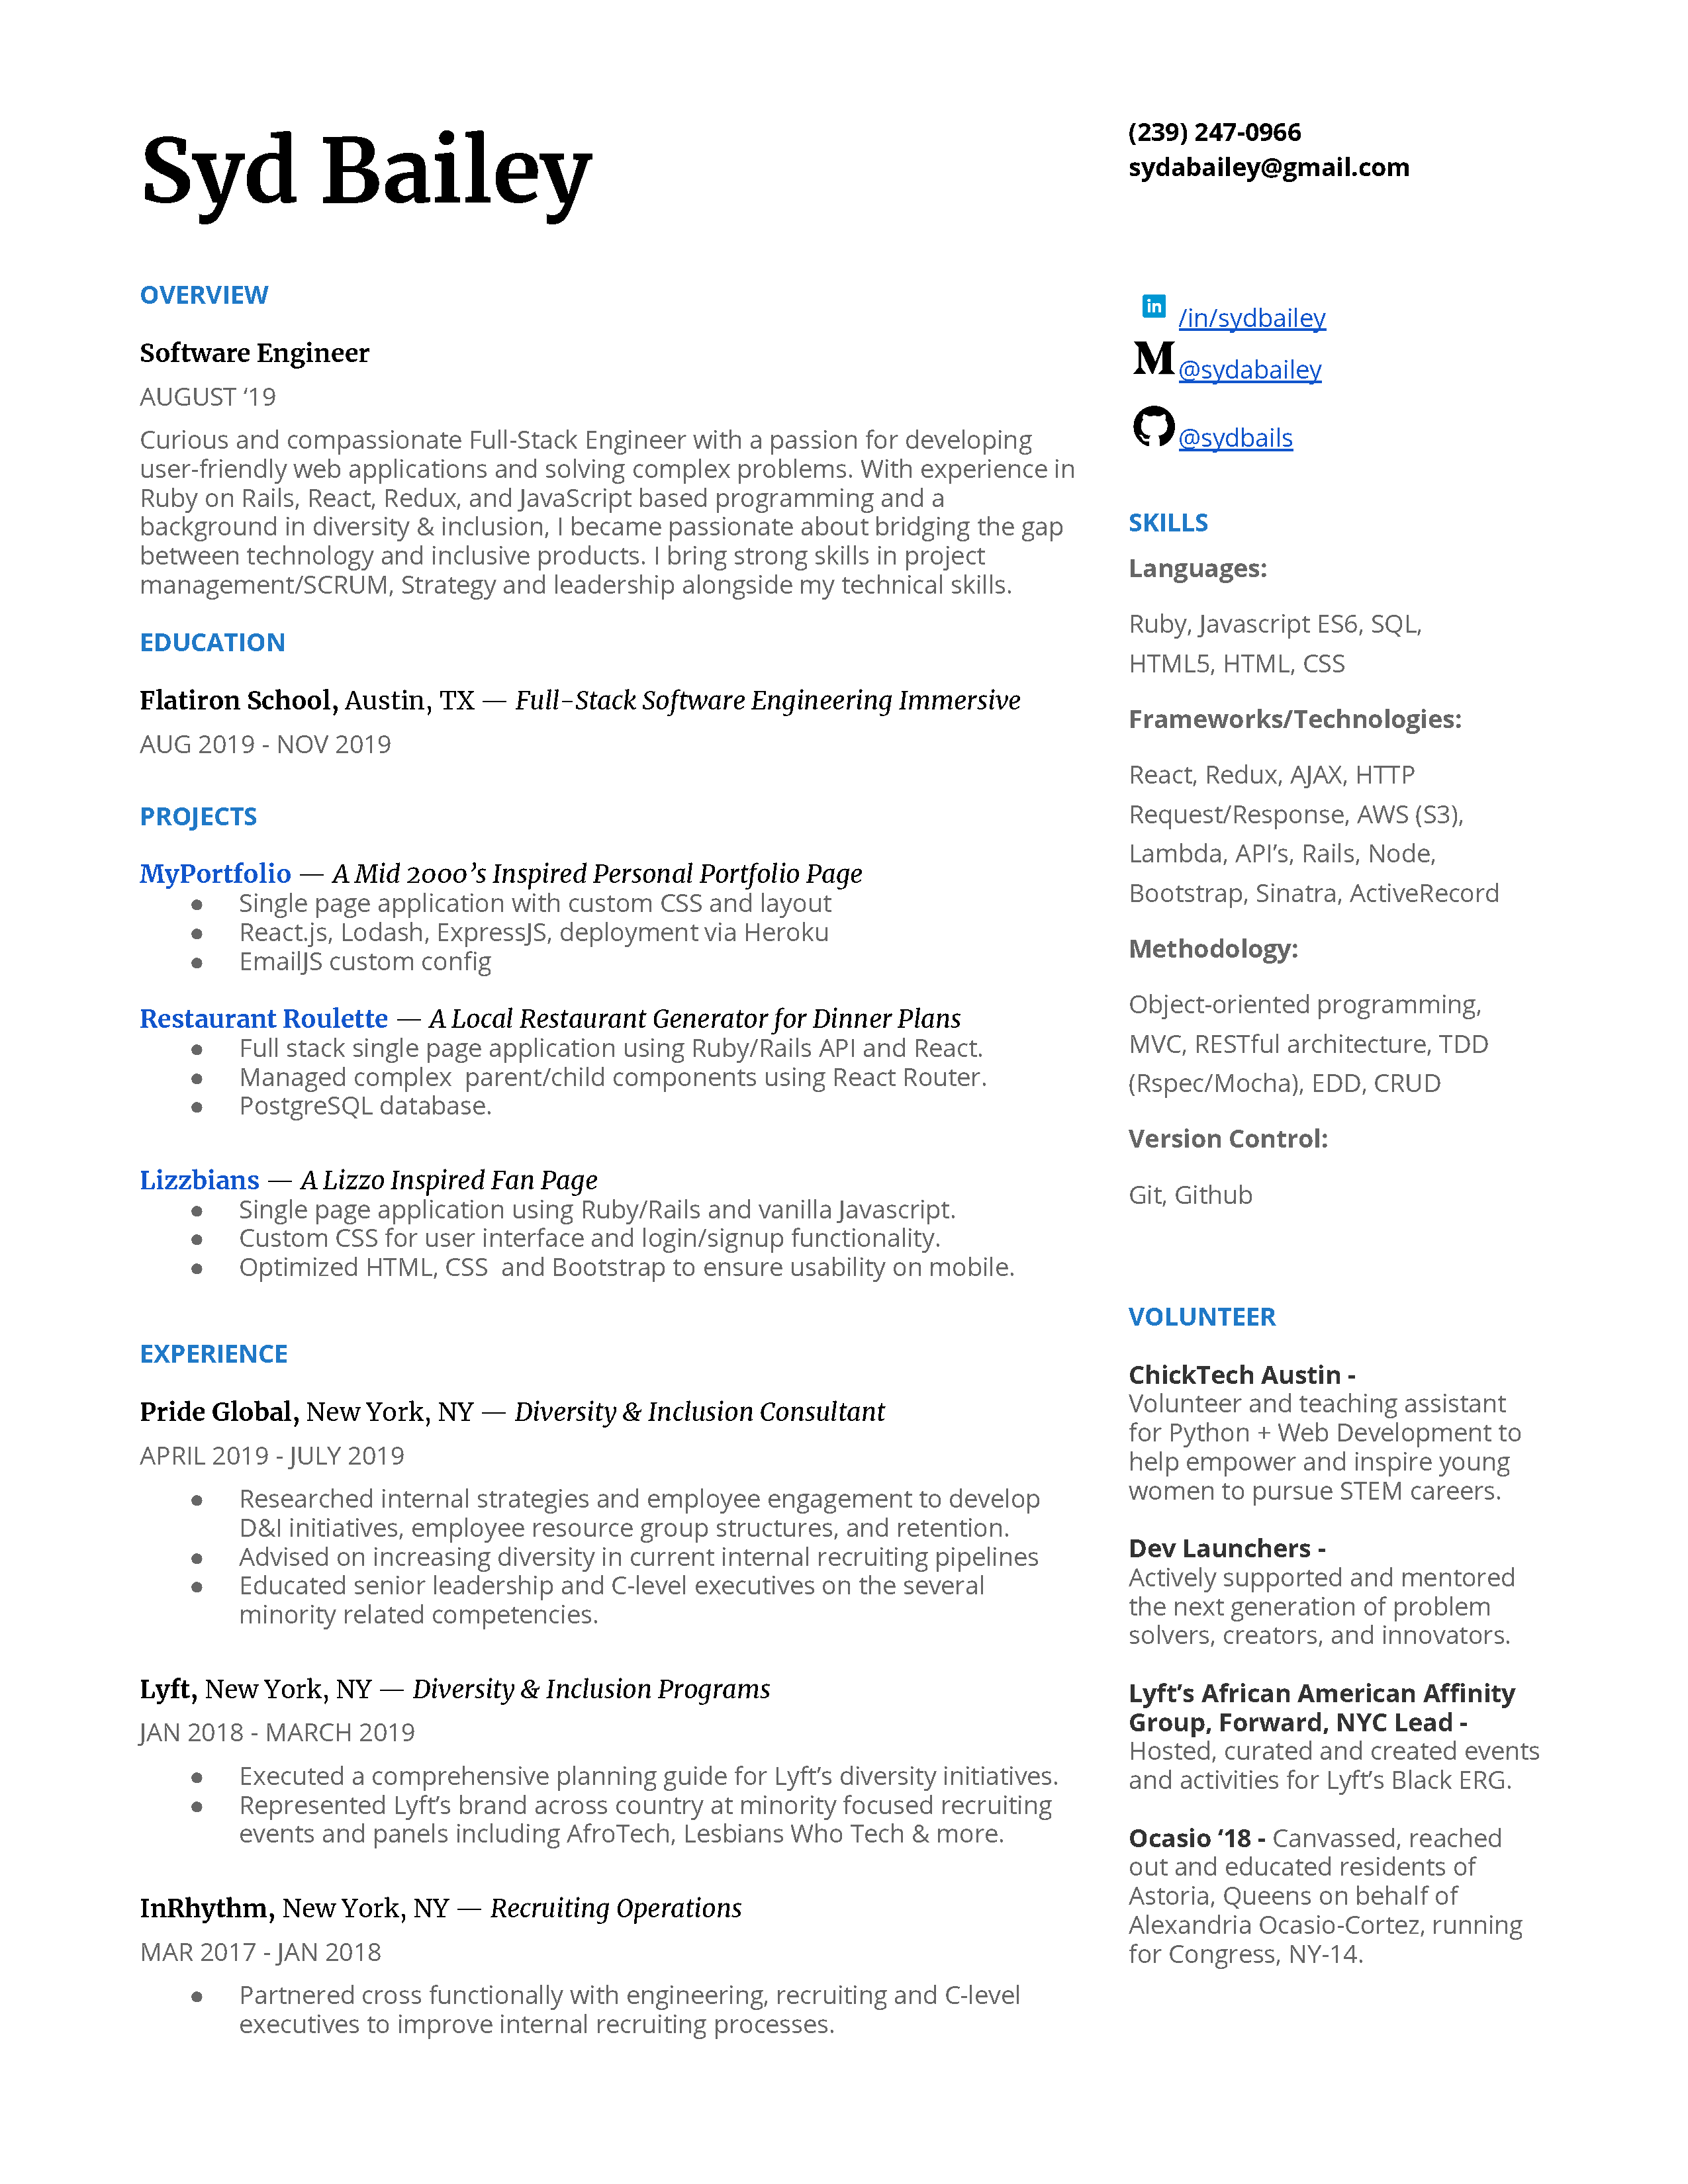 Syd Bailey
(239) 247-0966
sydabailey@gmail.com
OVERVIEW
Software Engineer
AUGUST ‘19
Curious and compassionate Full-Stack Engineer with a passion for developing
user-friendly web applications and solving complex problems. With experience in
Ruby on Rails, React, Redux, and JavaScript based programming and a
background in diversity & inclusion, I became passionate about bridging the gap
between technology and inclusive products. I bring strong skills in project
management/SCRUM, Strategy and leadership alongside my technical skills.
EDUCATION
Flatiron School, Austin, TX — Full-Stack Software Engineering Immersive
AUG 2019 - NOV 2019
PROJECTS
MyPortfolio — A Mid 2000’s Inspired Personal Portfolio Page
● Single page application with custom CSS and layout
● React.js, Lodash, ExpressJS, deployment via Heroku
● EmailJS custom config
Restaurant Roulette — A Local Restaurant Generator for Dinner Plans
● Full stack single page application using Ruby/Rails API and React.
● Managed complex  parent/child components using React Router.
● PostgreSQL database.
Lizzbians — A Lizzo Inspired Fan Page
● Single page application using Ruby/Rails and vanilla Javascript.
● Custom CSS for user interface and login/signup functionality.
● Optimized HTML, CSS  and Bootstrap to ensure usability on mobile.
EXPERIENCE
Pride Global, New York, NY — Diversity & Inclusion Consultant
APRIL 2019 - JULY 2019
● Researched internal strategies and employee engagement to develop
D&I initiatives, employee resource group structures, and retention.
● Advised on increasing diversity in current internal recruiting pipelines
● Educated senior leadership and C-level executives on the several
minority related competencies.
Lyft, New York, NY — Diversity & Inclusion Programs
JAN 2018 - MARCH 2019
● Executed a comprehensive planning guide for Lyft’s diversity initiatives.
● Represented Lyft’s brand across country at minority focused recruiting
events and panels including AfroTech, Lesbians Who Tech & more.
InRhythm, New York, NY — Recruiting Operations
MAR 2017 - JAN 2018
● Partnered cross functionally with engineering, recruiting and C-level
executives to improve internal recruiting processes.
in /in/sydbailey
M @sydabailey
@sydbails
SKILLS
Languages:
Ruby, Javascript ES6, SQL,
HTML5, HTML, CSS
Frameworks/Technologies:
React, Redux, AJAX, HTTP
Request/Response, AWS (S3),
Lambda, API’s, Rails, Node,
Bootstrap, Sinatra, ActiveRecord
Methodology:
Object-oriented programming,
MVC, RESTful architecture, TDD
(Rspec/Mocha), EDD, CRUD
Version Control:
Git, Github
VOLUNTEER
ChickTech Austin -
Volunteer and teaching assistant
for Python + Web Development to
help empower and inspire young
women to pursue STEM careers.
Dev Launchers -
Actively supported and mentored
the next generation of problem
solvers, creators, and innovators.
Lyft’s African American Affinity
Group, Forward, NYC Lead -
Hosted, curated and created events
and activities for Lyft’s Black ERG.
Ocasio ‘18 - Canvassed, reached
out and educated residents of
Astoria, Queens on behalf of
Alexandria Ocasio-Cortez, running
for Congress, NY-14.